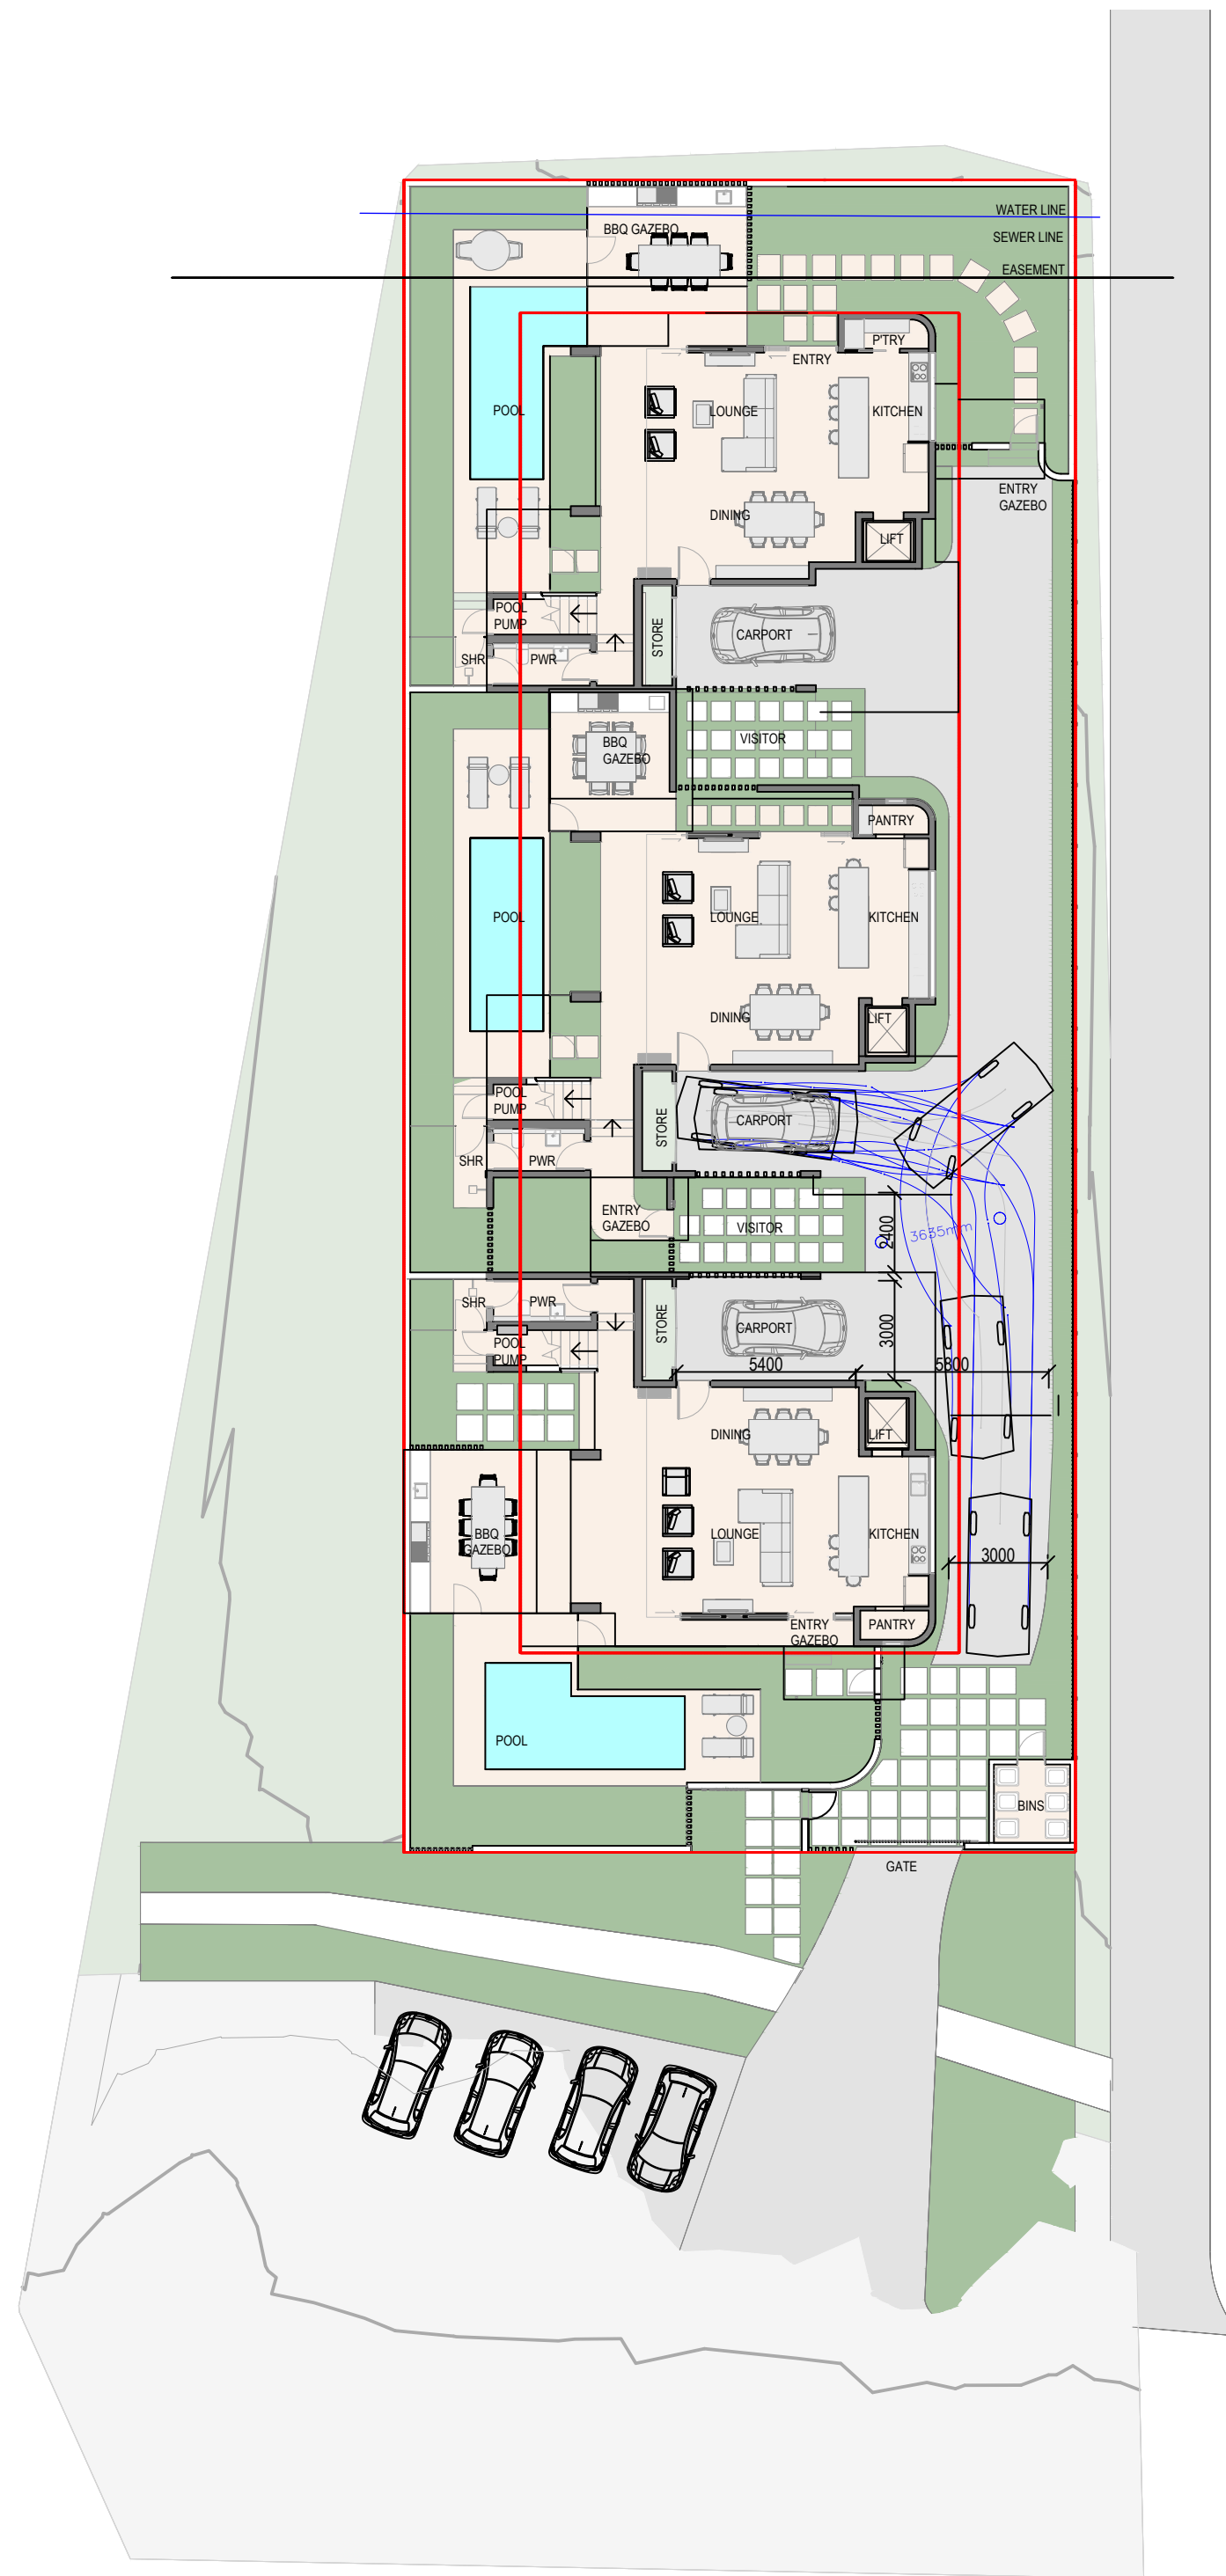 WATER LINE
BBQ GAZEBO
SEWER LINE
EASEMENT
P'TRY
ENTRY
POOL
LOUNGE
KITCHEN
ENTRY
GAZEBO
DINING
LIFT
POOL
PUMP
STORE
CARPORT
SHR
PWR
BBQ
GAZEBO
VISITOR
PANTRY
POOL
LOUNGE
KITCHEN
DINING
LIFT
POOL
PUMP
STORE
CARPORT
SHR
PWR
ENTRY
GAZEBO
VISITOR
2400
3635mm
SHR
PWR
STORE
CARPORT
3000
POOL
PUMP
5400
5800
DINING
LIFT
BBQ
GAZEBO
LOUNGE
KITCHEN
3000
ENTRY
GAZEBO
PANTRY
POOL
BINS
GATE